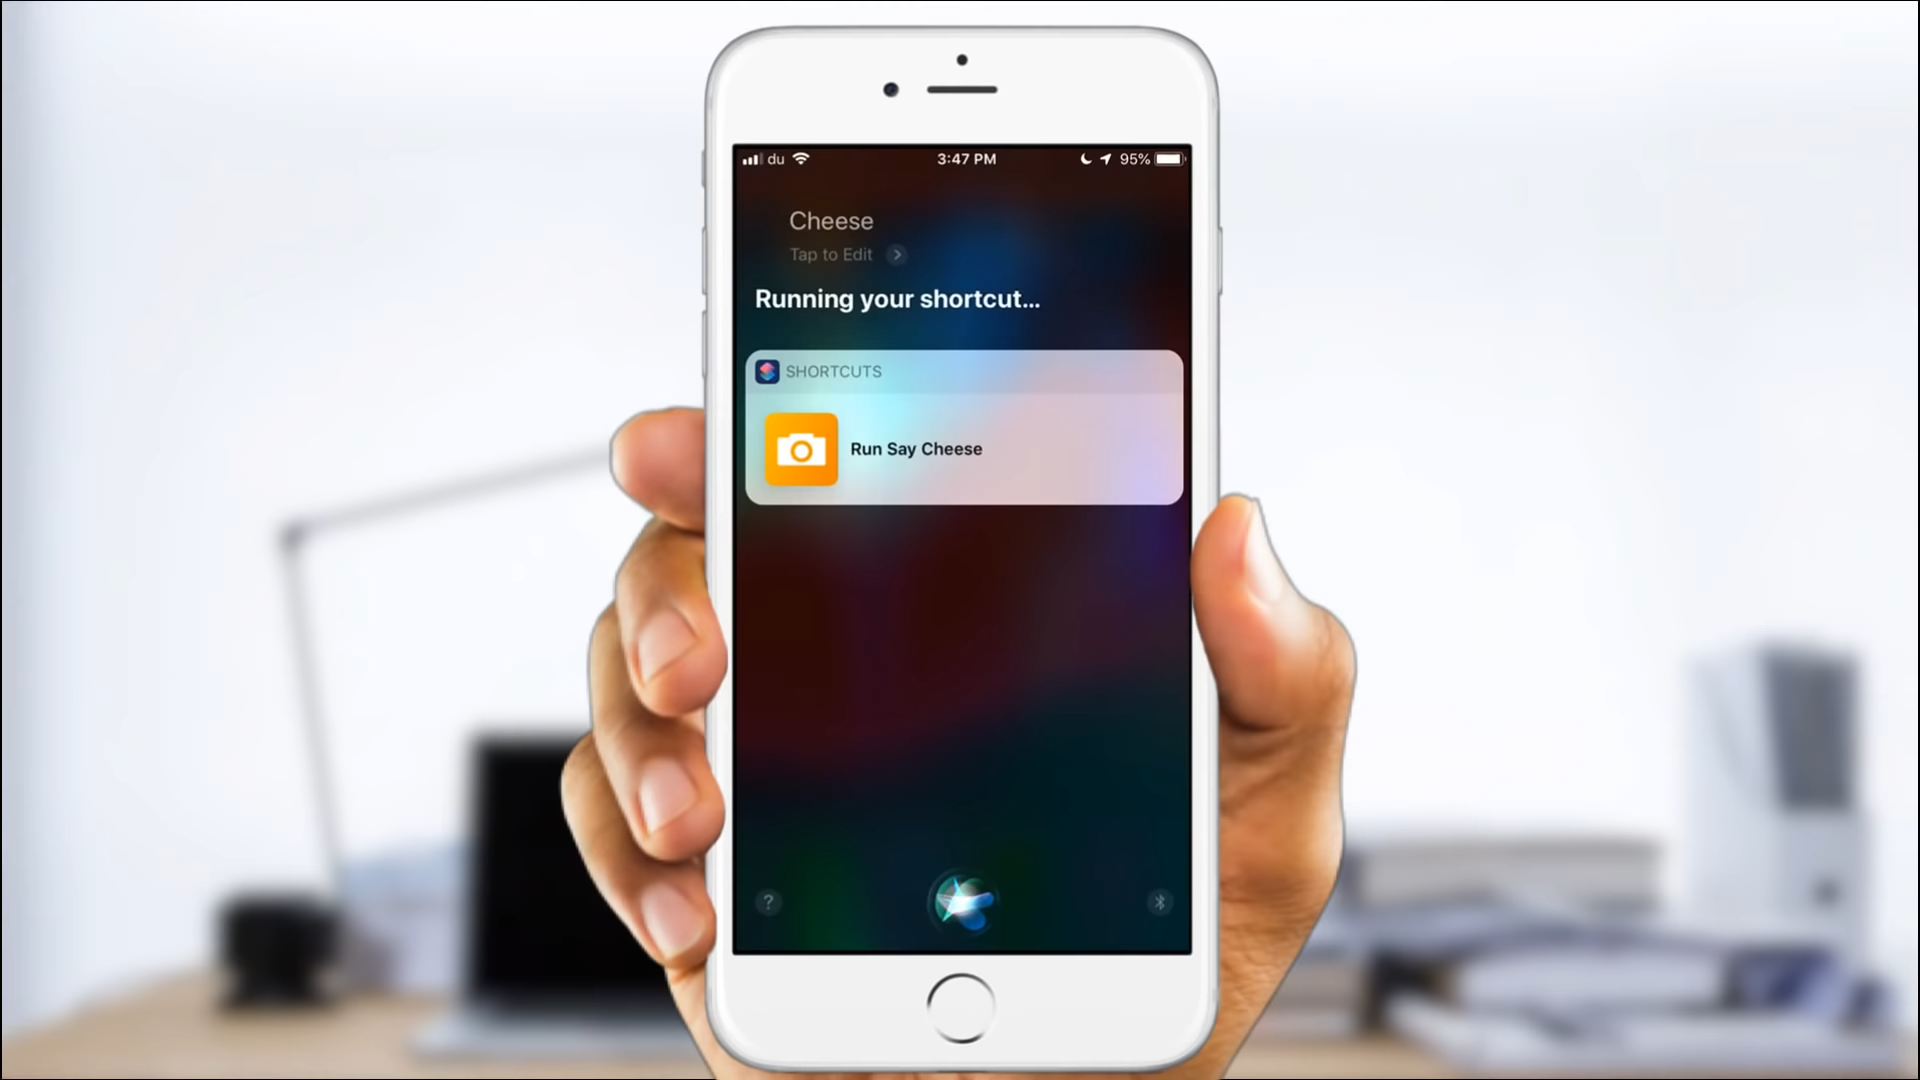 du 3:47 PM 95%
Cheese
Tap to Edit
Running your shortcut...
SHORTCUTS
Run Say Cheese
?